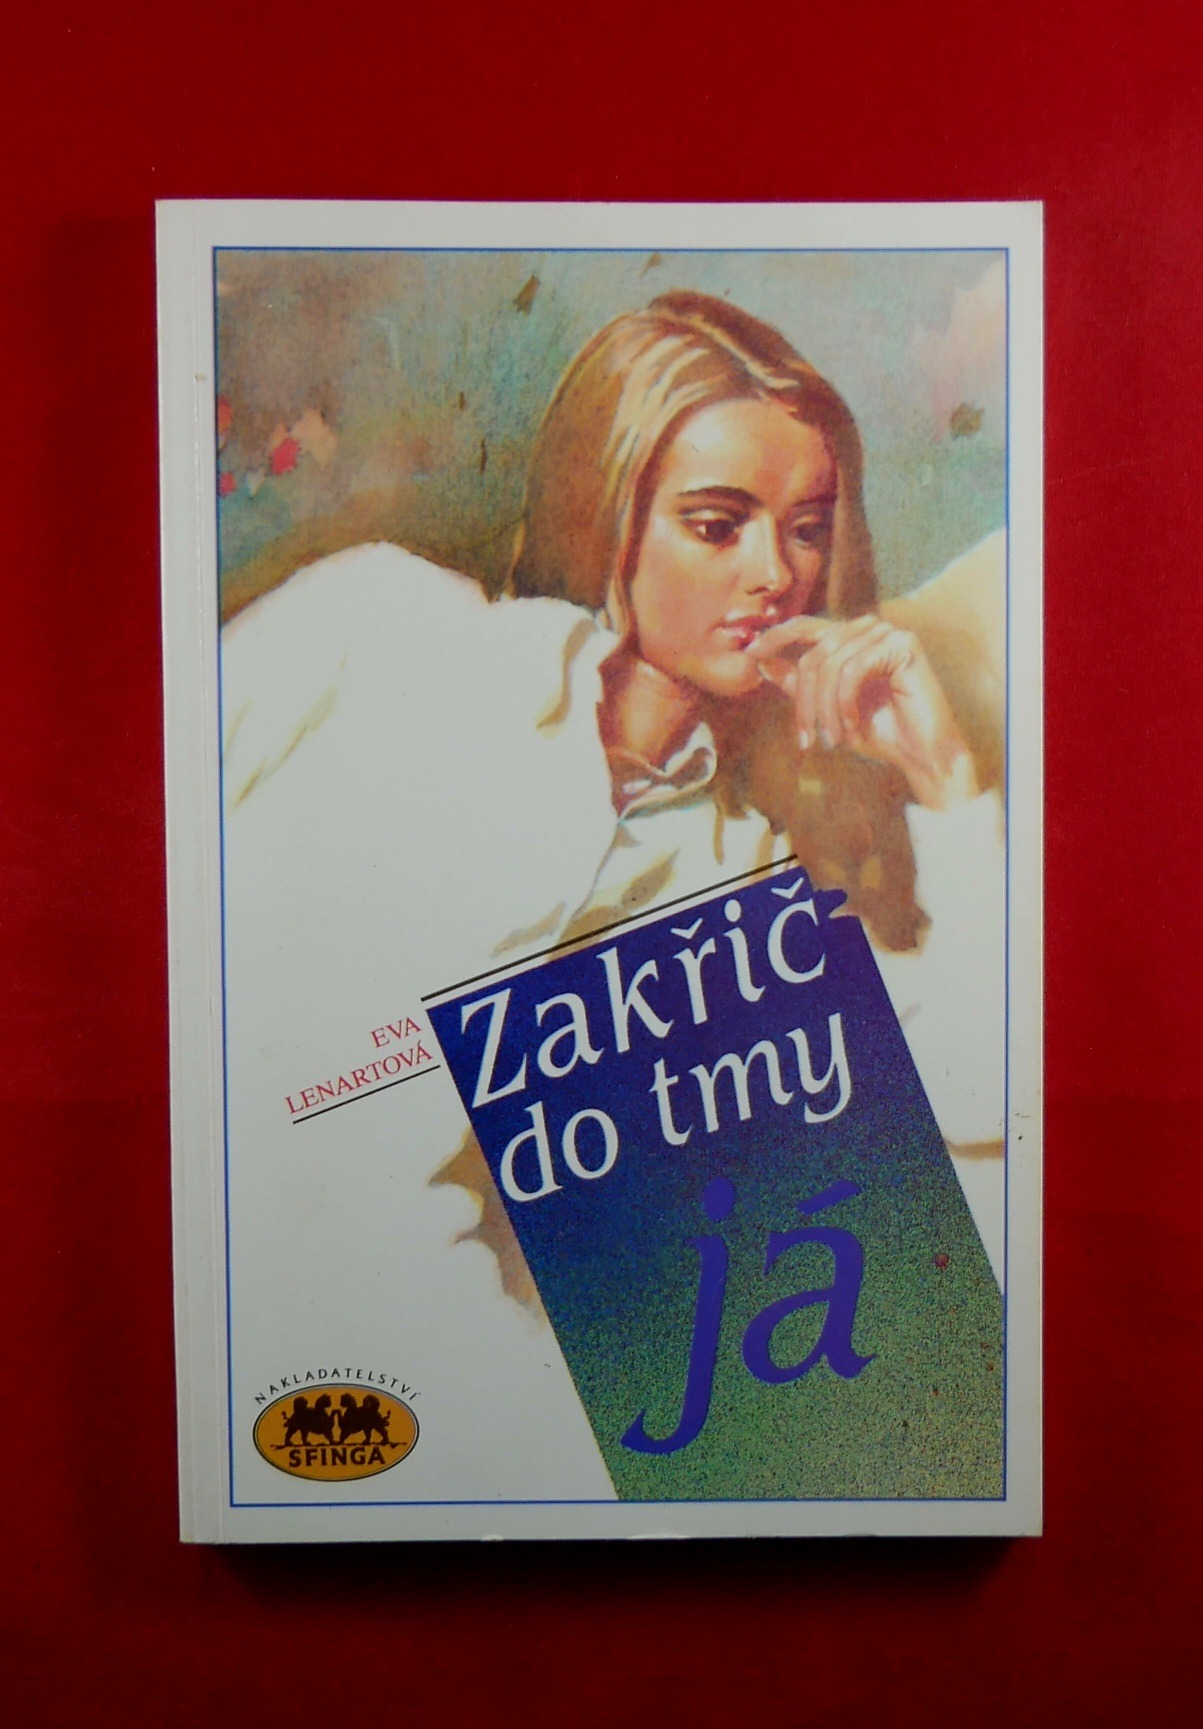 EVA
LENARTOVÁ
Zakřič
do tmy
já
NAKLADATELSTVÍ
SFINGA